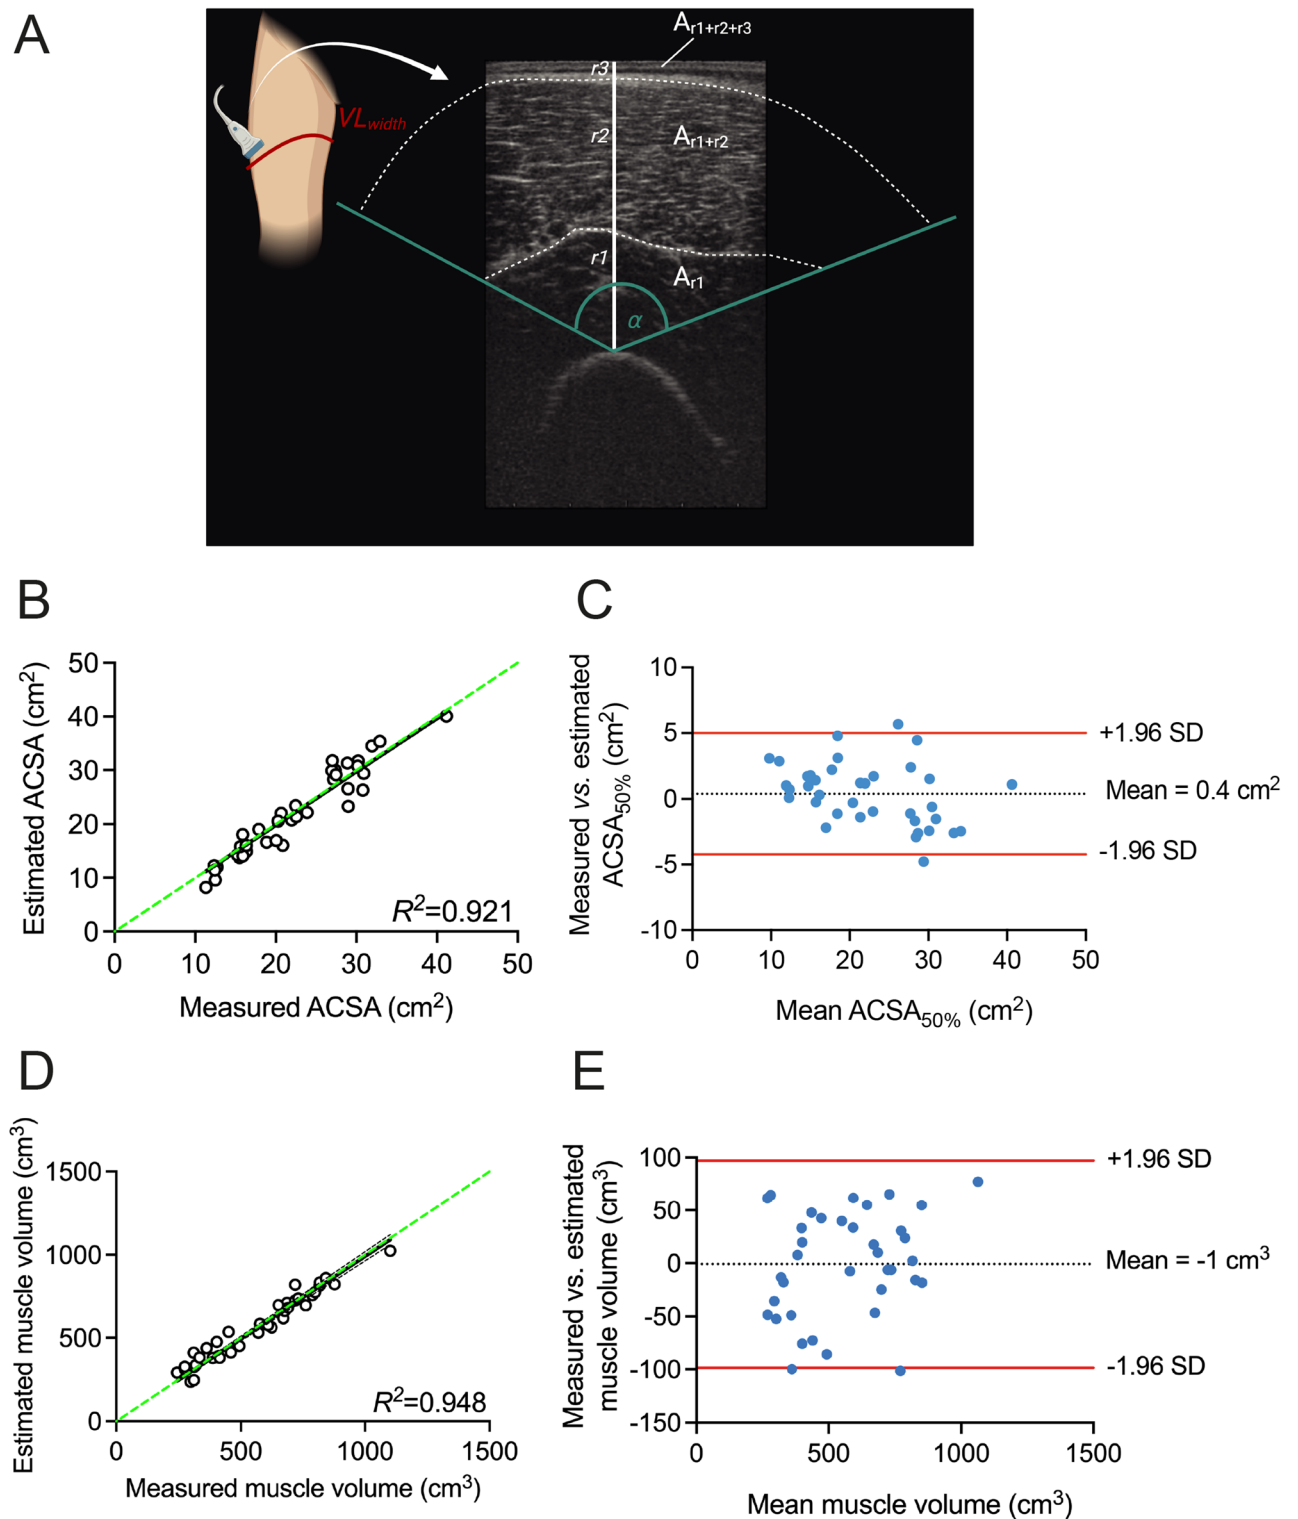 A
A_r1+r2+r3
r3
VL_width
r2
A_r1+r2
r1
A_r1
α
B
C
Estimated ACSA (cm²)
50
40
30
20
10
0
R²=0.921
0 10 20 30 40 50
Measured ACSA (cm²)
Measured vs. estimated
ACSA_50% (cm²)
10
5
0
-5
-10
+1.96 SD
Mean = 0.4 cm²
-1.96 SD
0 10 20 30 40 50
Mean ACSA_50% (cm²)
D
E
Estimated muscle volume (cm³)
1500
1000
500
0
R²=0.948
0 500 1000 1500
Measured muscle volume (cm³)
Measured vs. estimated
muscle volume (cm³)
100
50
0
-50
-100
-150
+1.96 SD
Mean = -1 cm³
-1.96 SD
0 500 1000 1500
Mean muscle volume (cm³)